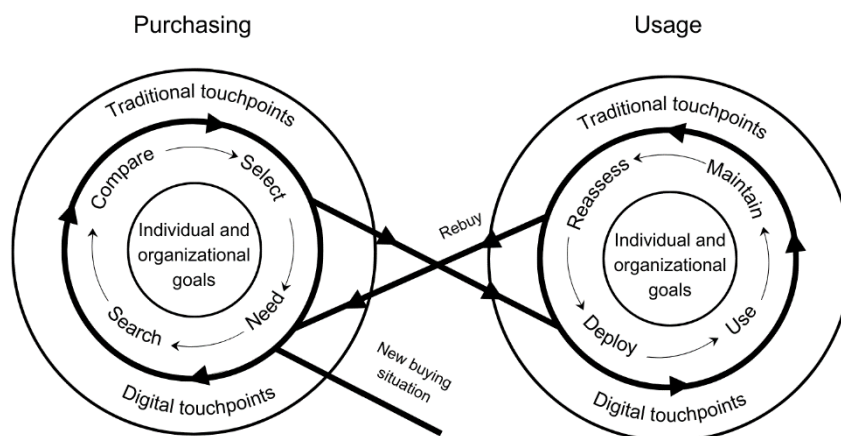 Purchasing
Usage
Traditional touchpoints
Compare
Select
Individual and
organizational
goals
Search
Need
Digital touchpoints
Rebuy
New buying
situation
Traditional touchpoints
Reassess
Maintain
Individual and
organizational
goals
Deploy
Use
Digital touchpoints